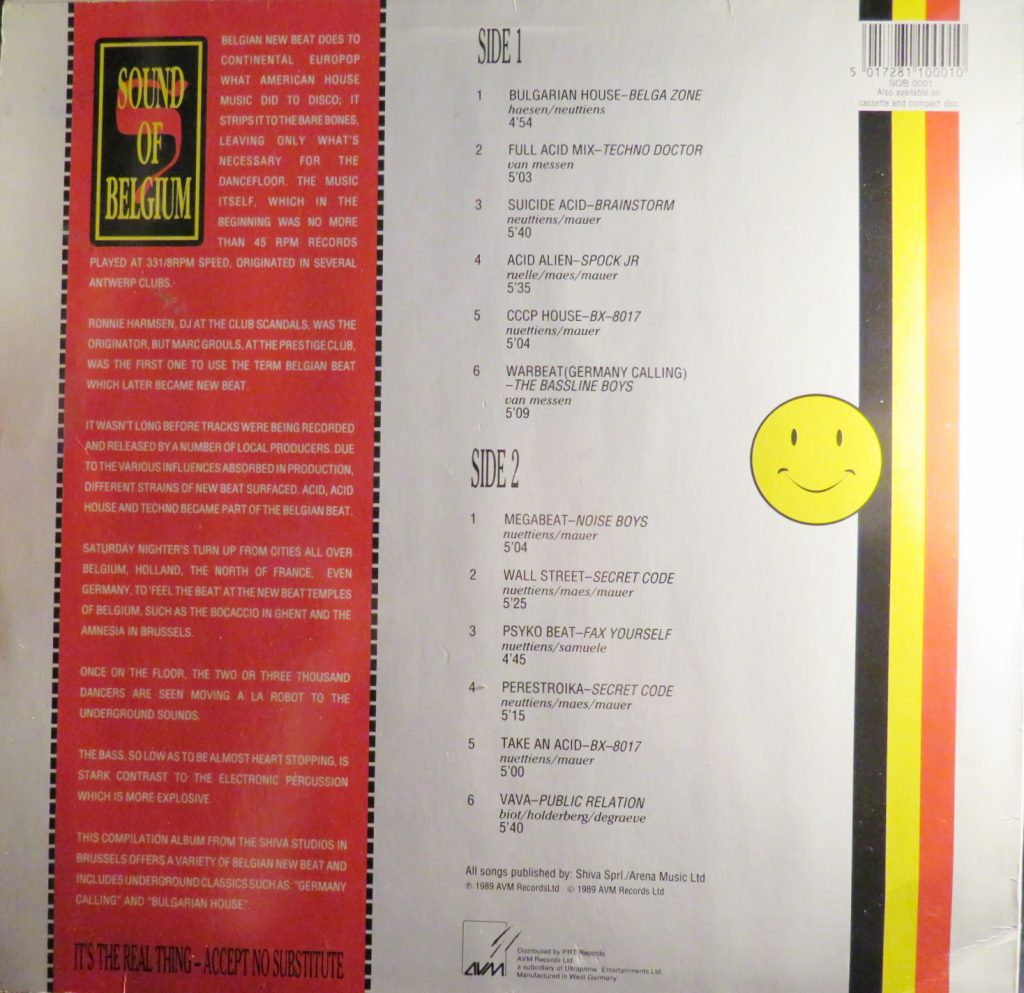 SOUND
OF
BELGIUM
BELGIAN NEW BEAT DOES TO
CONTINENTAL EUROPOP
WHAT AMERICAN HOUSE
MUSIC DID TO DISCO; IT
STRIPS IT TO THE BARE BONES,
LEAVING ONLY WHAT'S
NECESSARY FOR THE
DANCEFLOOR. THE MUSIC
ITSELF, WHICH IN THE
BEGINNING WAS NO MORE
THAN 45 RPM RECORDS
PLAYED AT 331/8RPM SPEED, ORIGINATED IN SEVERAL
ANTWERP CLUBS.
RONNIE HARMSEN, DJ AT THE CLUB SCANDALS, WAS THE
ORIGINATOR, BUT MARC GROULS, AT THE PRESTIGE CLUB,
WAS THE FIRST ONE TO USE THE TERM BELGIAN BEAT
WHICH LATER BECAME NEW BEAT.
IT WASN'T LONG BEFORE TRACKS WERE BEING RECORDED
AND RELEASED BY A NUMBER OF LOCAL PRODUCERS. DUE
TO THE VARIOUS INFLUENCES ABSORBED IN PRODUCTION,
DIFFERENT STRAINS OF NEW BEAT SURFACED. ACID, ACID
HOUSE AND TECHNO BECAME PART OF THE BELGIAN BEAT.
SATURDAY NIGHTER'S TURN UP FROM CITIES ALL OVER
BELGIUM, HOLLAND, THE NORTH OF FRANCE, EVEN
GERMANY, TO 'FEEL THE BEAT' AT THE NEW BEAT TEMPLES
OF BELGIUM, SUCH AS THE BOCACCIO IN GHENT AND THE
AMNESIA IN BRUSSELS.
ONCE ON THE FLOOR, THE TWO OR THREE THOUSAND
DANCERS ARE SEEN MOVING A LA ROBOT TO THE
UNDERGROUND SOUNDS.
THE BASS, SO LOW AS TO BE ALMOST HEART STOPPING, IS
STARK CONTRAST TO THE ELECTRONIC PERCUSSION
WHICH IS MORE EXPLOSIVE.
THIS COMPILATION ALBUM FROM THE SHIVA STUDIOS IN
BRUSSELS OFFERS A VARIETY OF BELGIAN NEW BEAT AND
INCLUDES UNDERGROUND CLASSICS SUCH AS: "GERMANY
CALLING" AND "BULGARIAN HOUSE"
IT'S THE REAL THING – ACCEPT NO SUBSTITUTE
SIDE 1
1 BULGARIAN HOUSE–BELGA ZONE
haesen/neuttiens
4'54
2 FULL ACID MIX–TECHNO DOCTOR
van messen
5'03
3 SUICIDE ACID–BRAINSTORM
neuttiens/mauer
5'40
4 ACID ALIEN–SPOCK JR
ruelle/maes/mauer
5'35
5 CCCP HOUSE–BX–8017
nuettiens/mauer
5'04
6 WARBEAT(GERMANY CALLING)
–THE BASSLINE BOYS
van messen
5'09
SIDE 2
1 MEGABEAT–NOISE BOYS
nuettiens/mauer
5'04
2 WALL STREET–SECRET CODE
nuettiens/maes/mauer
5'25
3 PSYKO BEAT–FAX YOURSELF
nuettiens/samuele
4'45
4 PERESTROIKA–SECRET CODE
neuttiens/maes/mauer
5'15
5 TAKE AN ACID–BX–8017
nuettiens/mauer
5'00
6 VAVA–PUBLIC RELATION
biot/holderberg/degraeve
5'40
All songs published by: Shiva Sprl./Arena Music Ltd
℗ 1989 AVM RecordsLtd © 1989 AVM Records Ltd
AVM
Distributed by PRT Records
AVM Records Ltd
a subsidiary of Ultraprime Entertainments Ltd
Manufactured in West Germany
5 017281 100010
SOB 0001
Also available on
cassette and compact disc